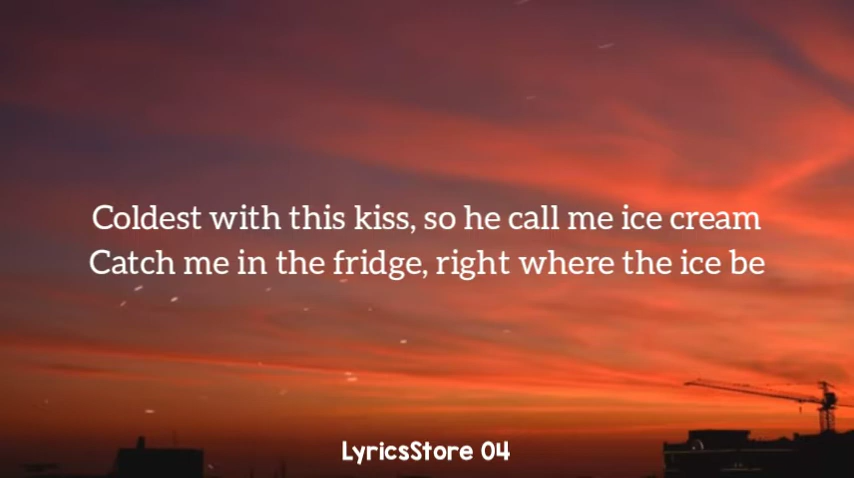 Coldest with this kiss, so he call me ice cream
Catch me in the fridge, right where the ice be
LyricsStore 04